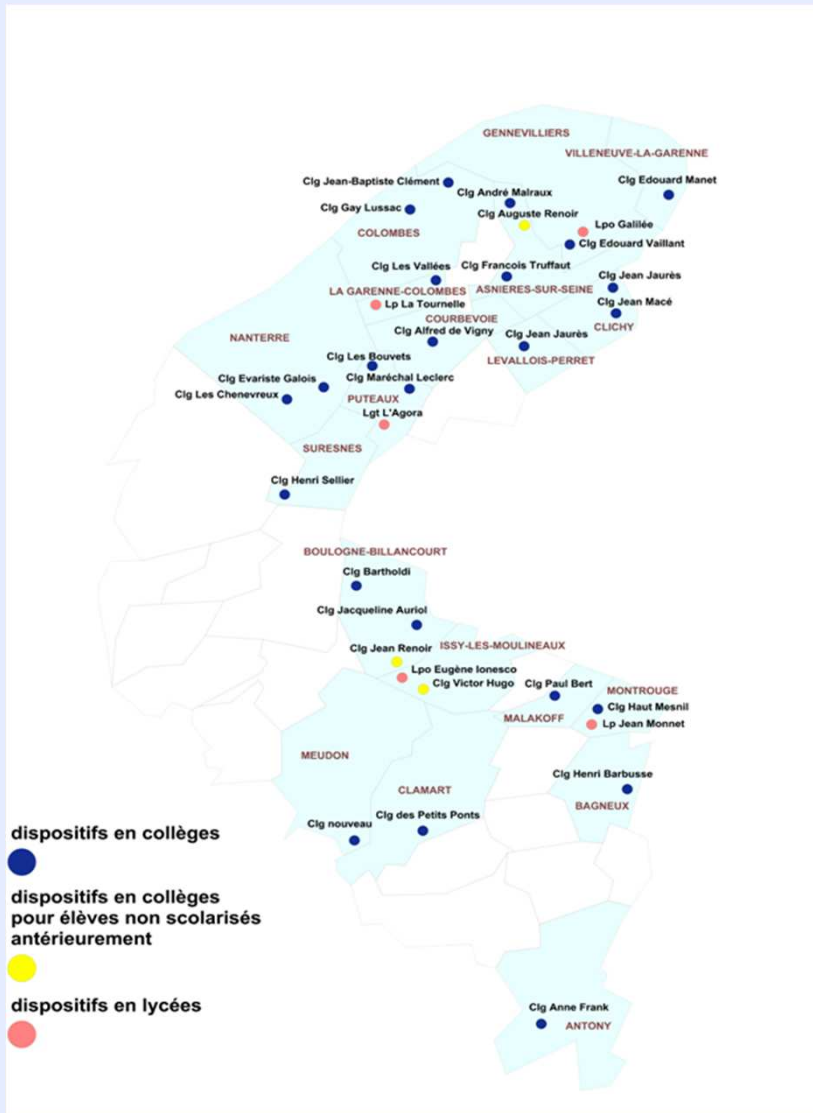 GENNEVILLIERS
VILLENEUVE-LA-GARENNE
Clg Jean-Baptiste Clément
Clg Edouard Manet
Clg André Malraux
Clg Gay Lussac
Clg Auguste Renoir
Lpo Galilée
COLOMBES
Clg Edouard Vaillant
Clg Les Vallées
Clg Francois Truffaut
Clg Jean Jaurès
LA GARENNE-COLOMBES
ASNIERES-SUR-SEINE
Lp La Tournelle
Clg Jean Macé
COURBEVOIE
CLICHY
NANTERRE
Clg Alfred de Vigny
Clg Jean Jaurès
Clg Les Bouvets
LEVALLOIS-PERRET
Clg Evariste Galois
Clg Maréchal Leclerc
Clg Les Chenevreux
PUTEAUX
Lgt L'Agora
SURESNES
Clg Henri Sellier
BOULOGNE-BILLANCOURT
Clg Bartholdi
Clg Jacqueline Auriol
ISSY-LES-MOULINEAUX
Clg Jean Renoir
Lpo Eugène Ionesco
Clg Victor Hugo
Clg Paul Bert
MONTROUGE
Clg Haut Mesnil
MALAKOFF
Lp Jean Monnet
MEUDON
Clg Henri Barbusse
CLAMART
BAGNEUX
Clg nouveau
Clg des Petits Ponts
dispositifs en collèges
dispositifs en collèges
pour élèves non scolarisés
antérieurement
dispositifs en lycées
Clg Anne Frank
ANTONY